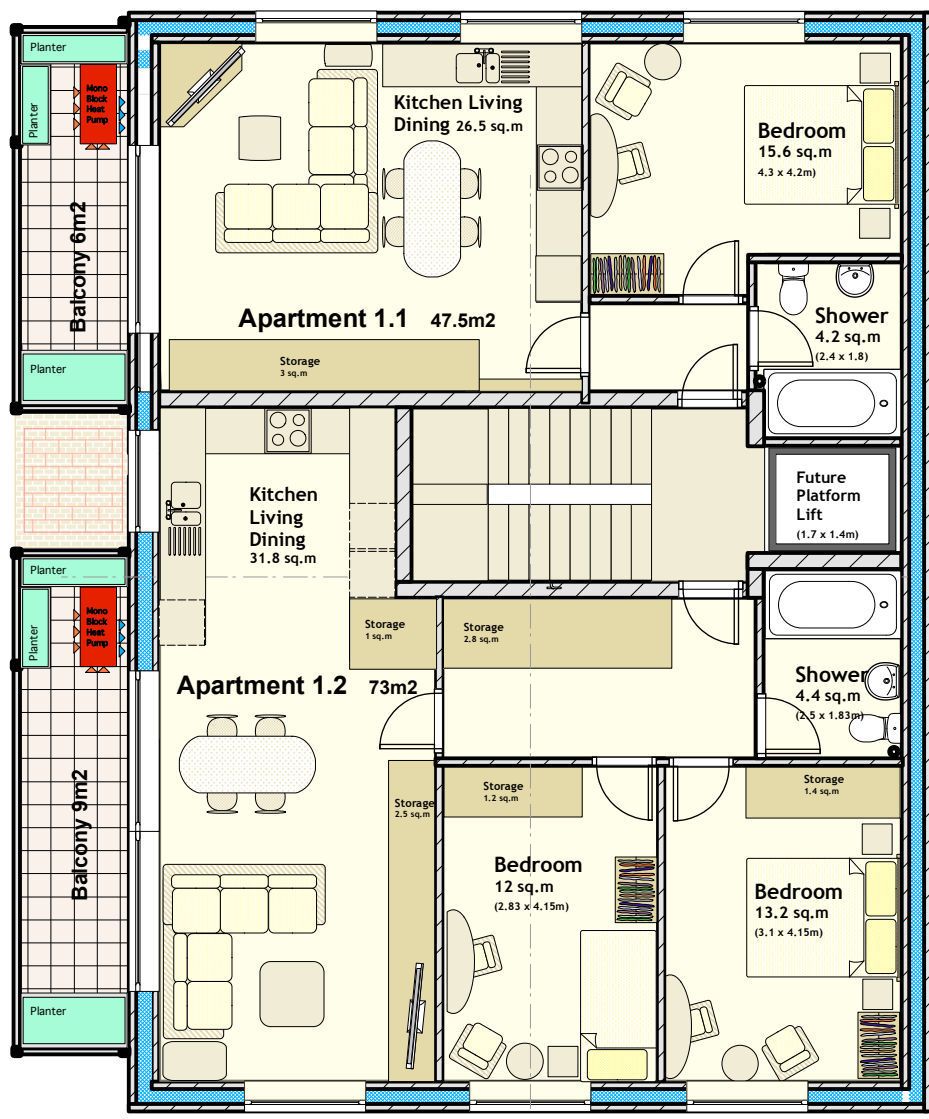 Planter
Planter
Mono
Block
Heat
Pump
Balcony 6m2
Planter
Kitchen Living
Dining 26.5 sq.m
Bedroom
15.6 sq.m
4.3 x 4.2m)
Apartment 1.1 47.5m2
Storage
3 sq.m
Shower
4.2 sq.m
(2.4 x 1.8)
Kitchen
Living
Dining
31.8 sq.m
Future
Platform
Lift
(1.7 x 1.4m)
Planter
Planter
Mono
Block
Heat
Pump
Balcony 9m2
Planter
Storage
1 sq.m
Storage
2.8 sq.m
Apartment 1.2 73m2
Shower
4.4 sq.m
(2.5 x 1.83m)
Storage
2.5 sq.m
Storage
1.2 sq.m
Storage
1.4 sq.m
Bedroom
12 sq.m
(2.83 x 4.15m)
Bedroom
13.2 sq.m
(3.1 x 4.15m)